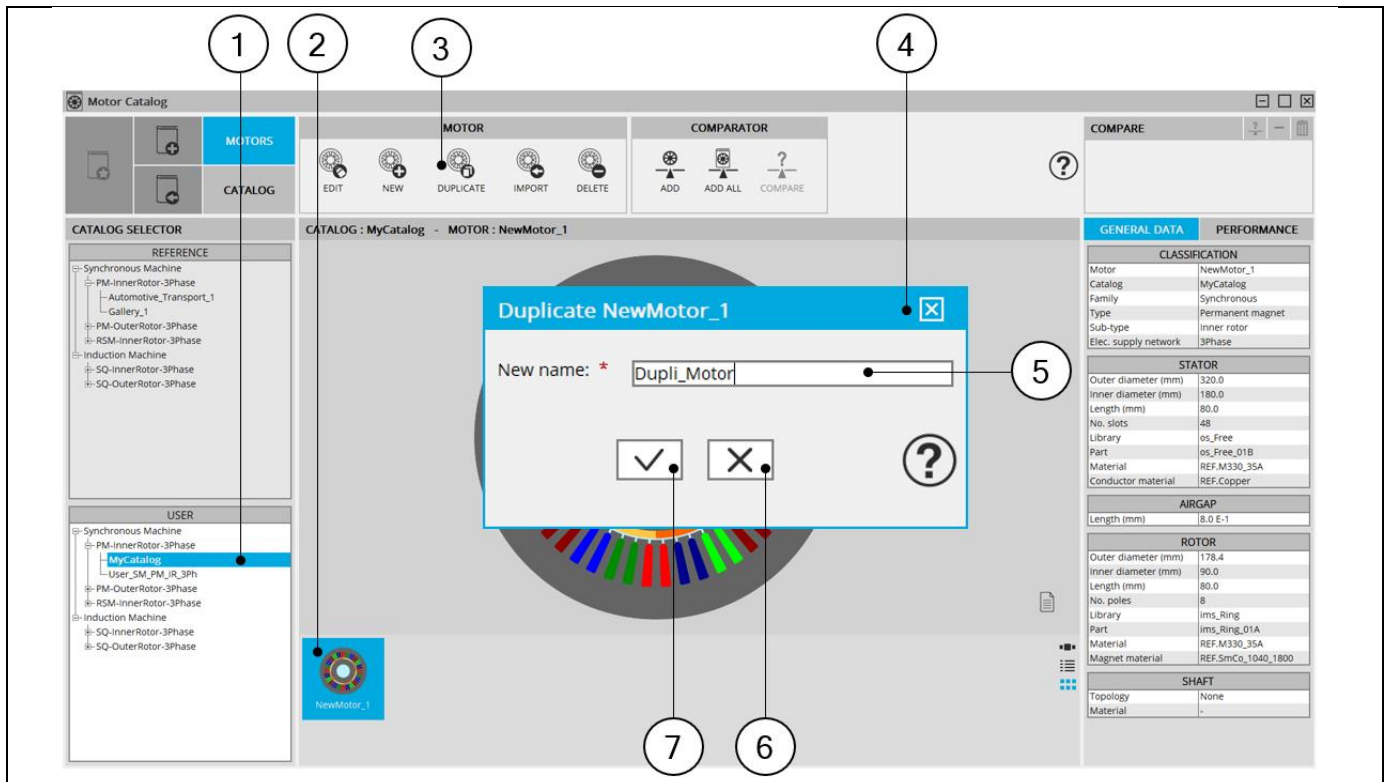 1
2
3
4
Motor Catalog
MOTORS
CATALOG
MOTOR
EDIT
NEW
DUPLICATE
IMPORT
DELETE
COMPARATOR
ADD
ADD ALL
?
COMPARE
?
COMPARE
?
CATALOG SELECTOR
REFERENCE
Synchronous Machine
PM-InnerRotor-3Phase
Automotive_Transport_1
Gallery_1
PM-OuterRotor-3Phase
RSM-InnerRotor-3Phase
Induction Machine
SQ-InnerRotor-3Phase
SQ-OuterRotor-3Phase
USER
Synchronous Machine
PM-InnerRotor-3Phase
MyCatalog
User_SM_PM_IR_3Ph
PM-OuterRotor-3Phase
RSM-InnerRotor-3Phase
Induction Machine
SQ-InnerRotor-3Phase
SQ-OuterRotor-3Phase
CATALOG : MyCatalog - MOTOR : NewMotor_1
Duplicate NewMotor_1
New name: * Dupli_Motor
?
5
NewMotor_1
7
6
GENERAL DATA PERFORMANCE
CLASSIFICATION
Motor NewMotor_1
Catalog MyCatalog
Family Synchronous
Type Permanent magnet
Sub-type Inner rotor
Elec. supply network 3Phase
STATOR
Outer diameter (mm) 320.0
Inner diameter (mm) 180.0
Length (mm) 80.0
No. slots 48
Library os_Free
Part os_Free_01B
Material REF.M330_35A
Conductor material REF.Copper
AIRGAP
Length (mm) 8.0 E-1
ROTOR
Outer diameter (mm) 178.4
Inner diameter (mm) 90.0
Length (mm) 80.0
No. poles 8
Library ims_Ring
Part ims_Ring_01A
Material REF.M330_35A
Magnet material REF.SmCo_1040_1800
SHAFT
Topology None
Material -